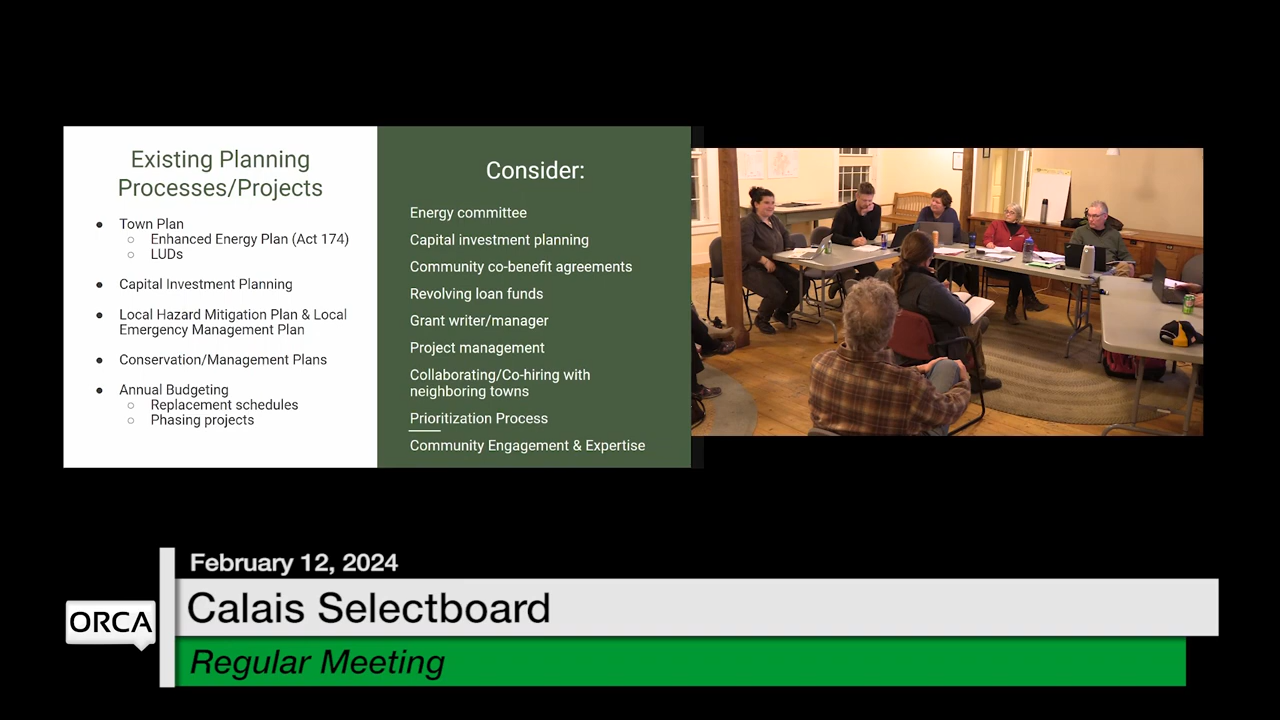 Existing Planning
Processes/Projects
● Town Plan
○ Enhanced Energy Plan (Act 174)
○ LUDs
● Capital Investment Planning
● Local Hazard Mitigation Plan & Local
Emergency Management Plan
● Conservation/Management Plans
● Annual Budgeting
○ Replacement schedules
○ Phasing projects
Consider:
Energy committee
Capital investment planning
Community co-benefit agreements
Revolving loan funds
Grant writer/manager
Project management
Collaborating/Co-hiring with
neighboring towns
Prioritization Process
Community Engagement & Expertise
February 12, 2024
ORCA
Calais Selectboard
Regular Meeting